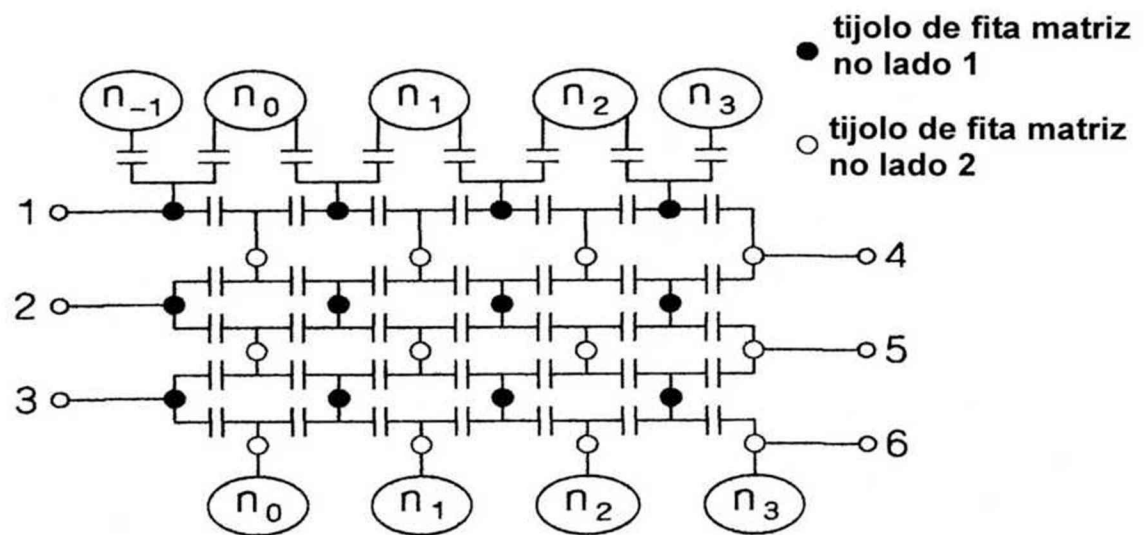 tijolo de fita matriz
no lado 1
tijolo de fita matriz
no lado 2
n₋₁ n₀ n₁ n₂ n₃
1
4
2
5
3
6
n₀ n₁ n₂ n₃